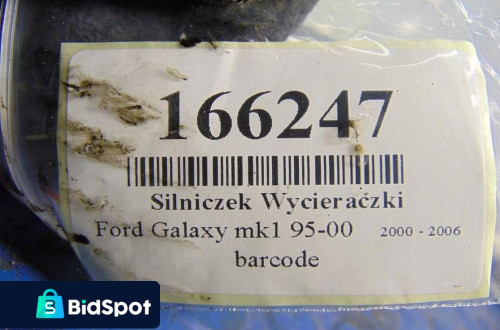 166247
Silniczek Wycieraczki
Ford Galaxy mk1 95-00 2000 - 2006
barcode
S BidSpot